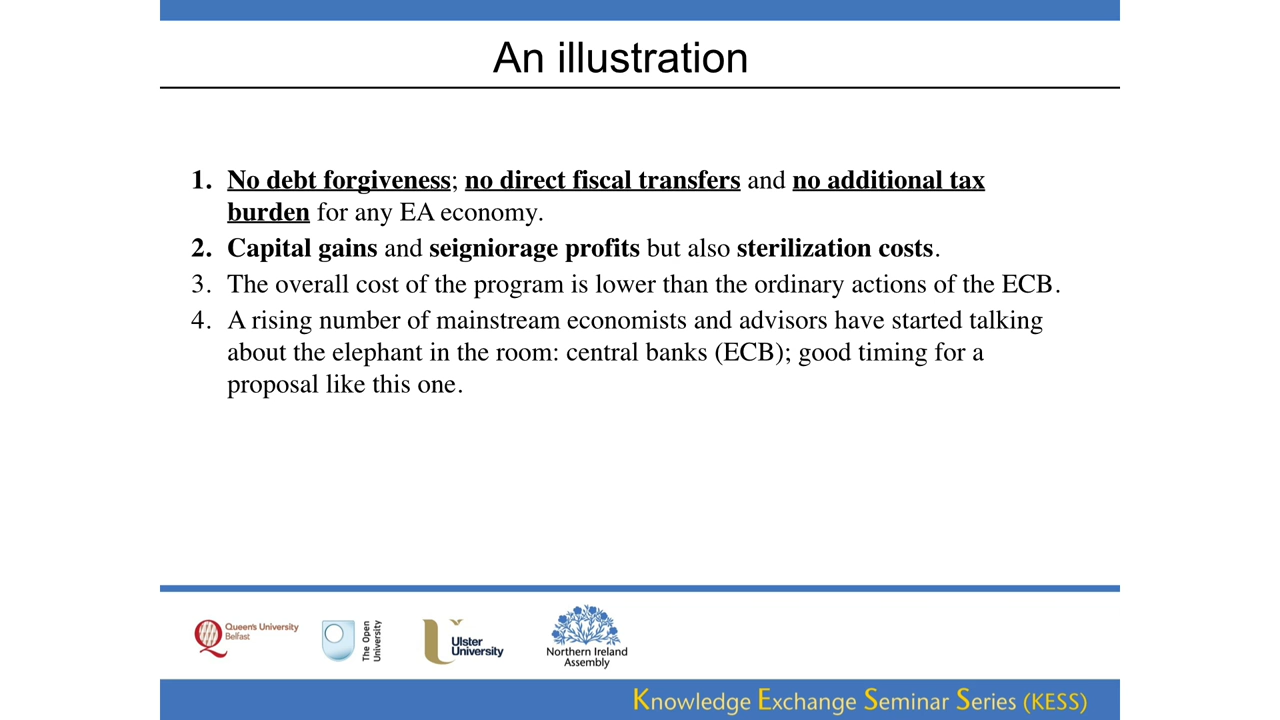 An illustration
1. No debt forgiveness; no direct fiscal transfers and no additional tax
burden for any EA economy.
2. Capital gains and seigniorage profits but also sterilization costs.
3. The overall cost of the program is lower than the ordinary actions of the ECB.
4. A rising number of mainstream economists and advisors have started talking
about the elephant in the room: central banks (ECB); good timing for a
proposal like this one.
Queen's University
Belfast
The Open
University
Ulster
University
Northern Ireland
Assembly
Knowledge Exchange Seminar Series (KESS)